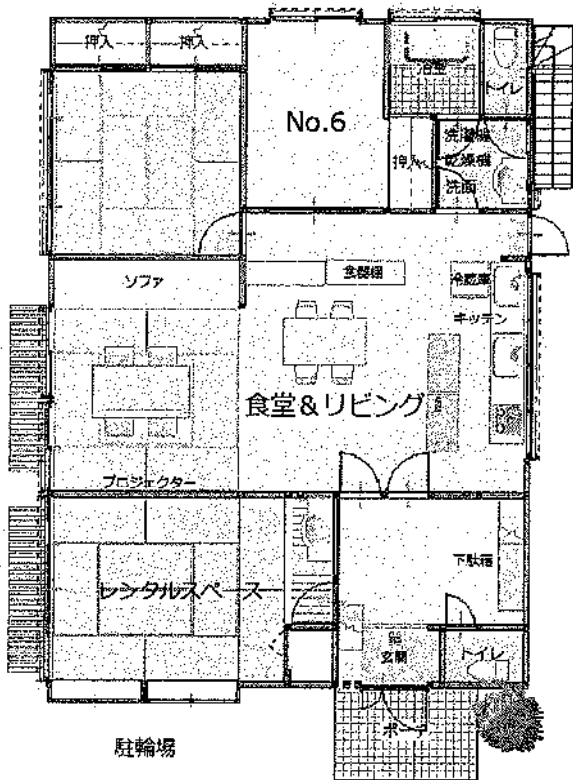 押入
押入
浴室
トイレ
No.6
洗濯機
乾燥機
洗面
押入
ソファ
食器棚
冷蔵庫
キッチン
食堂＆リビング
プロジェクター
レンタルスペース
下駄箱
玄関
トイレ
ポーチ
駐輪場